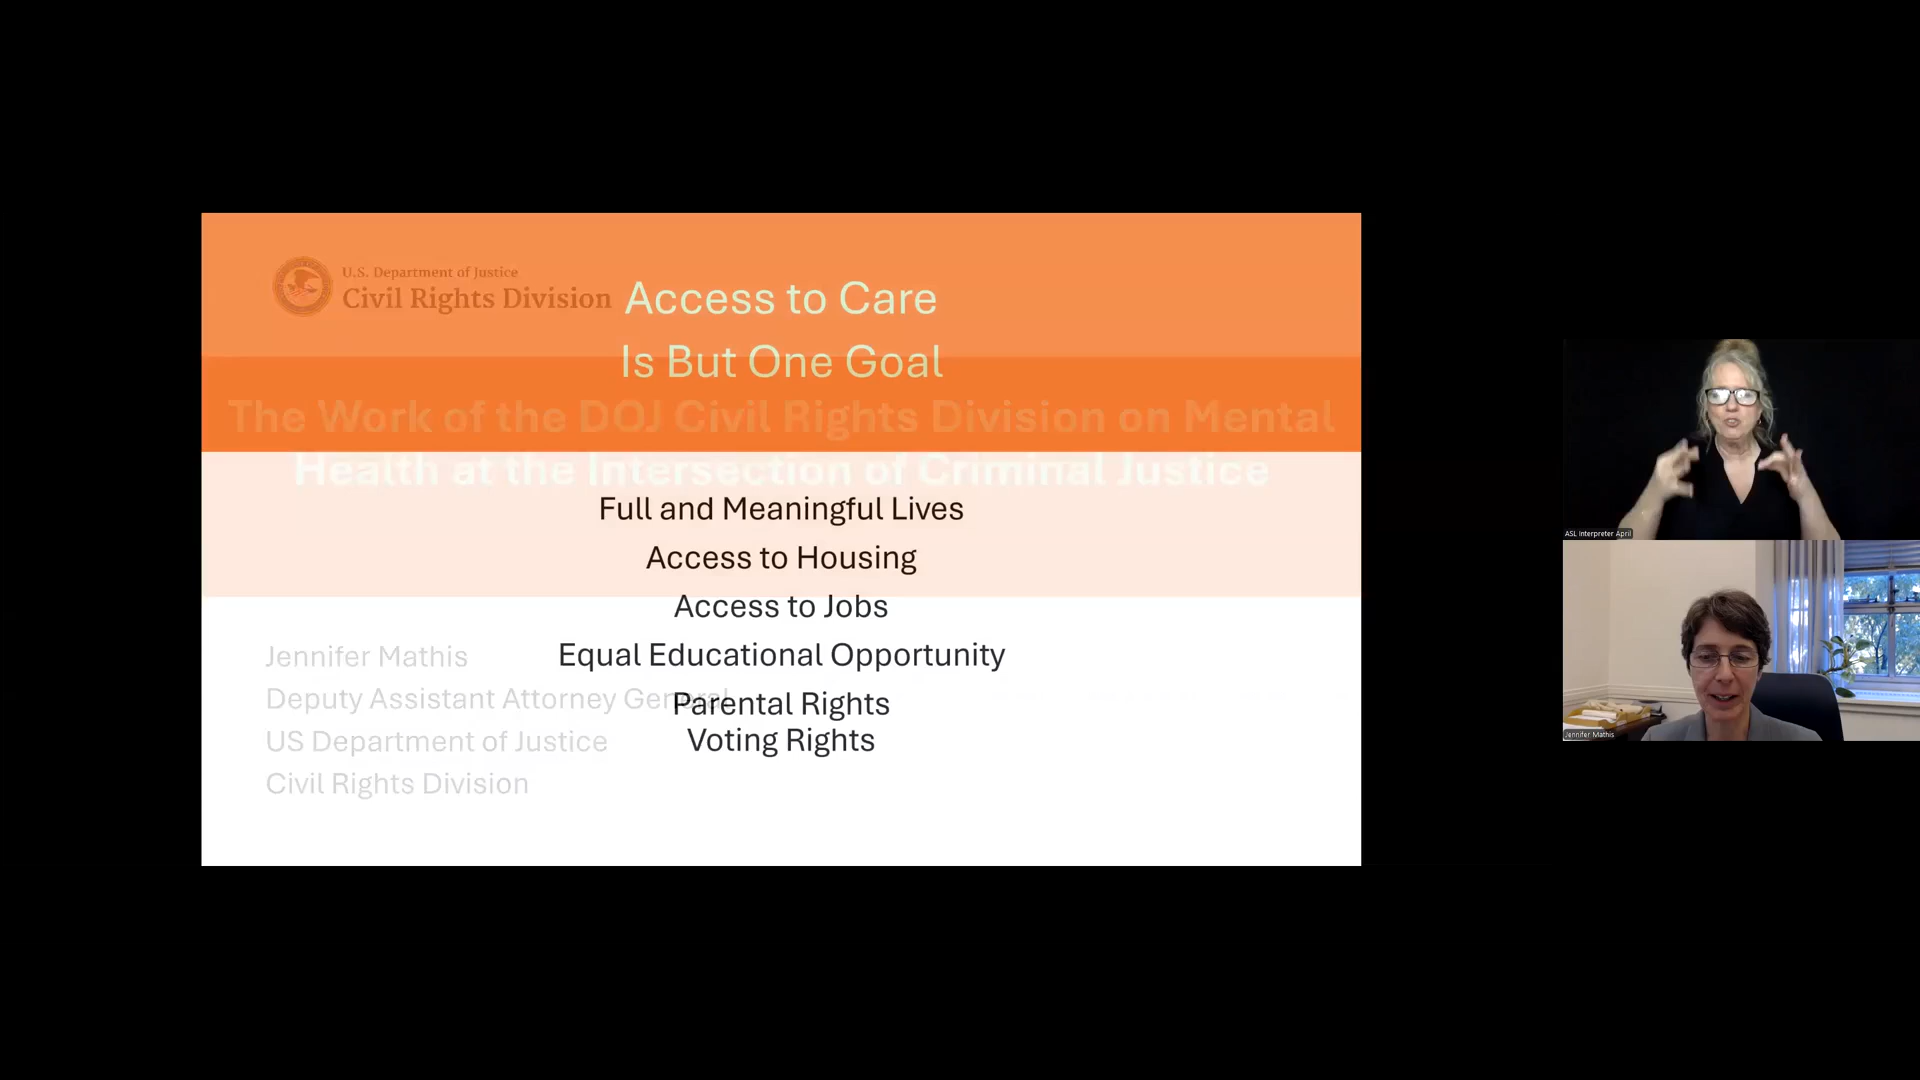 U.S. Department of Justice
Civil Rights Division
Access to Care
Is But One Goal
The Work of the DOJ Civil Rights Division on Mental
Health at the Intersection of Criminal Justice
Full and Meaningful Lives
Access to Housing
Access to Jobs
Equal Educational Opportunity
Parental Rights
Voting Rights
Jennifer Mathis
Deputy Assistant Attorney General
US Department of Justice
Civil Rights Division
ASL Interpreter April
Jennifer Mathis